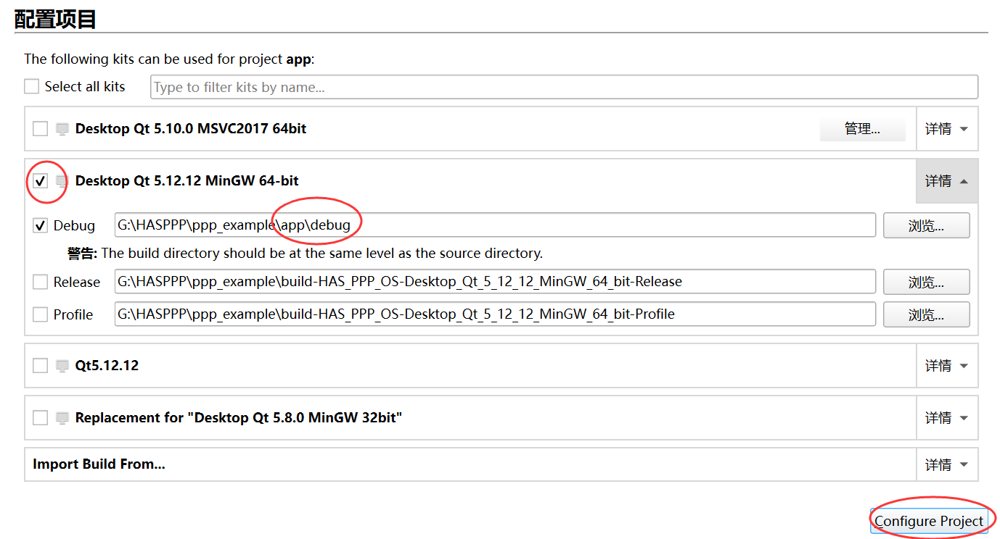 配置项目
The following kits can be used for project app:
Select all kits Type to filter kits by name...
Desktop Qt 5.10.0 MSVC2017 64bit 管理... 详情
Desktop Qt 5.12.12 MinGW 64-bit 详情
Debug G:\HASPPP\ppp_example\app\debug 浏览...
警告: The build directory should be at the same level as the source directory.
Release G:\HASPPP\ppp_example\build-HAS_PPP_OS-Desktop_Qt_5_12_12_MinGW_64_bit-Release 浏览...
Profile G:\HASPPP\ppp_example\build-HAS_PPP_OS-Desktop_Qt_5_12_12_MinGW_64_bit-Profile 浏览...
Qt5.12.12 详情
Replacement for "Desktop Qt 5.8.0 MinGW 32bit" 详情
Import Build From... 详情
Configure Project